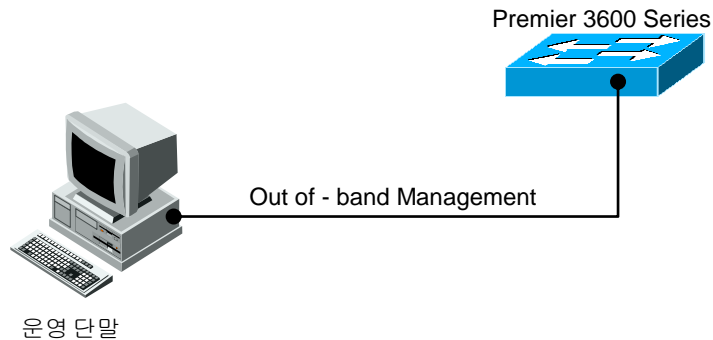 Premier 3600 Series
Out of - band Management
운영 단말